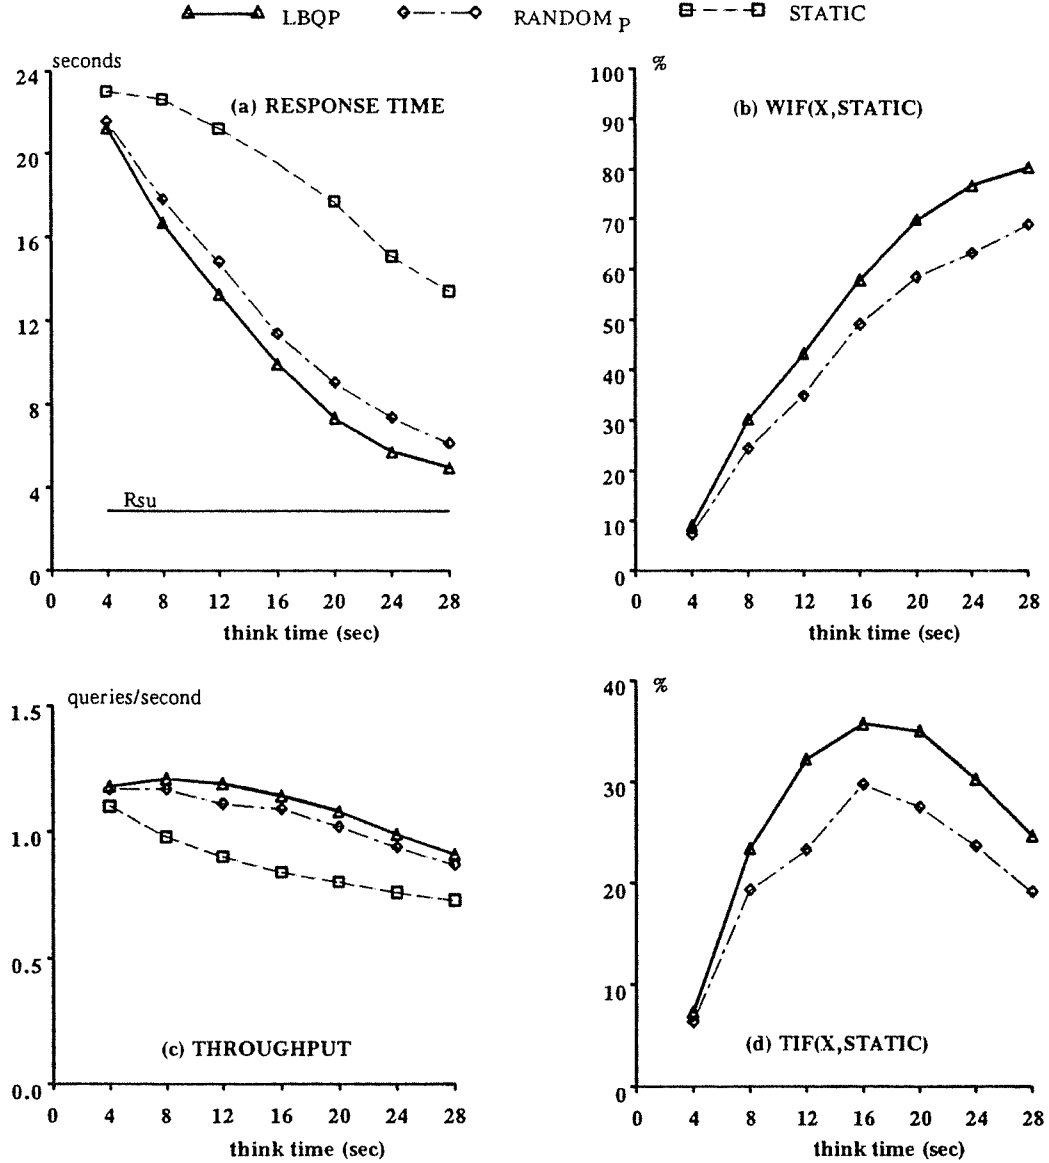 LBQP RANDOM P STATIC
seconds
24
20
16
12
8
4
0
(a) RESPONSE TIME
Rsu
4 8 12 16 20 24 28
think time (sec)
%
100
90
80
70
60
50
40
30
20
10
0
(b) WIF(X,STATIC)
0 4 8 12 16 20 24 28
think time (sec)
queries/second
1.5
1.0
0.5
0.0
(c) THROUGHPUT
0 4 8 12 16 20 24 28
think time (sec)
%
40
30
20
10
0
(d) TIF(X,STATIC)
0 4 8 12 16 20 24 28
think time (sec)